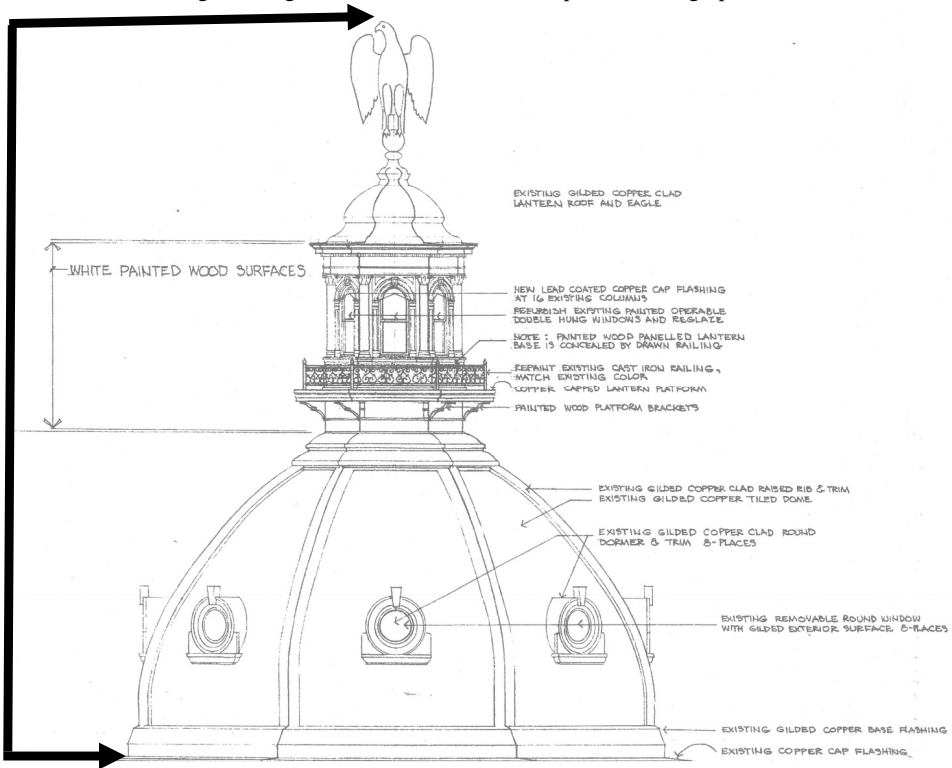 EXISTING GILDED COPPER CLAD
LANTERN ROOF AND EAGLE
WHITE PAINTED WOOD SURFACES
NEW LEAD COATED COPPER CAP FLASHING
AT 16 EXISTING COLUMNS
REFURBISH EXISTING PAINTED OPERABLE
DOUBLE HUNG WINDOWS AND REGLAZE
NOTE: PAINTED WOOD PANELLED LANTERN
BASE IS CONCEALED BY DRAWN RAILING
REPAINT EXISTING CAST IRON RAILING,
MATCH EXISTING COLOR
COPPER CAPPED LANTERN PLATFORM
PAINTED WOOD PLATFORM BRACKETS
EXISTING GILDED COPPER CLAD RAISED RIB & TRIM
EXISTING GILDED COPPER TILED DOME
EXISTING GILDED COPPER CLAD ROUND
DORMER & TRIM 8-PLACES
EXISTING REMOVABLE ROUND WINDOW
WITH GILDED EXTERIOR SURFACE 8-PLACES
EXISTING GILDED COPPER BASE FLASHING
EXISTING COPPER CAP FLASHING